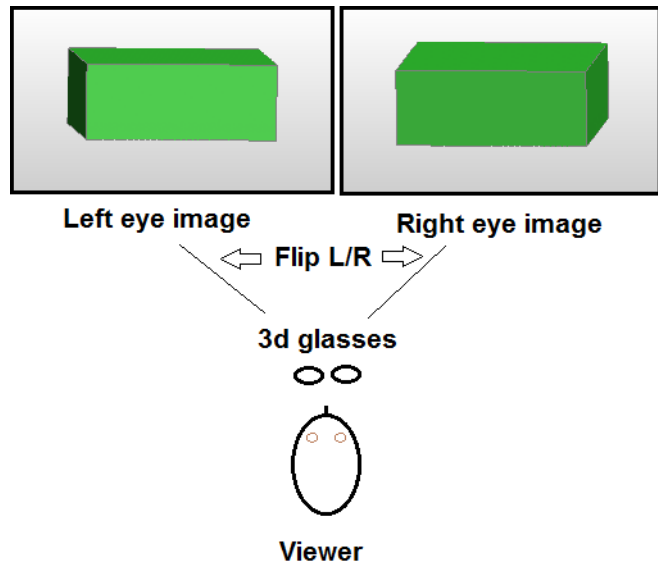 Left eye image
Right eye image
Flip L/R
3d glasses
Viewer